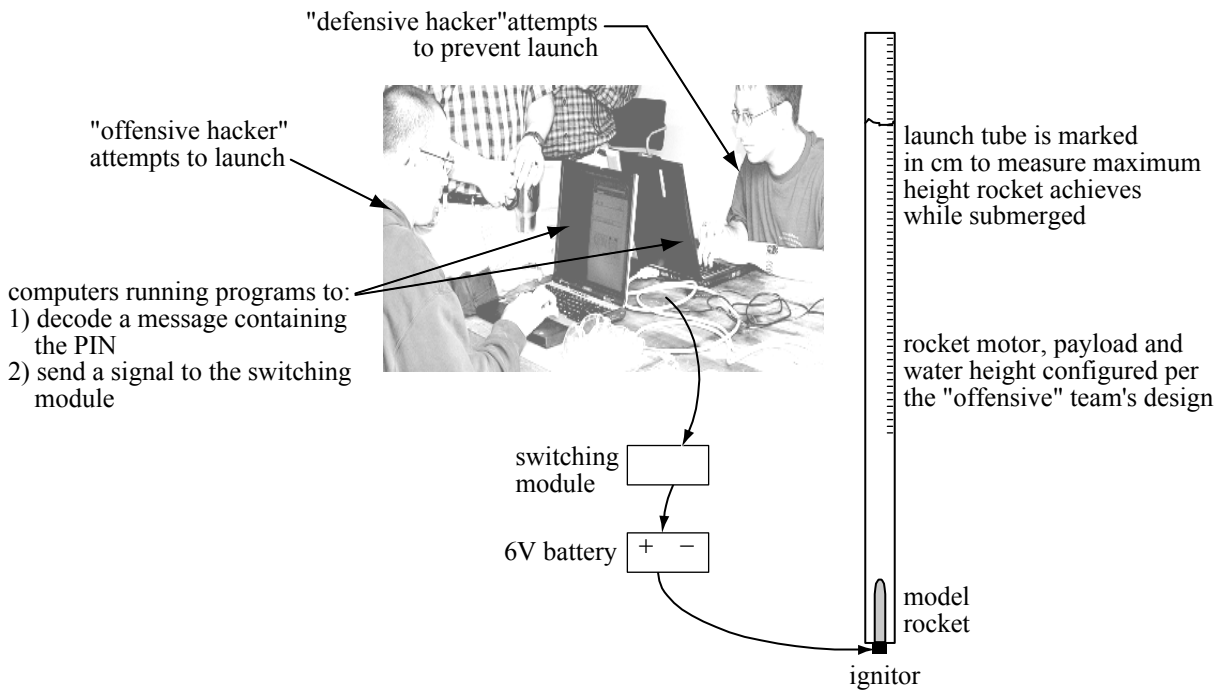 "defensive hacker"attempts
to prevent launch
"offensive hacker"
attempts to launch
launch tube is marked
in cm to measure maximum
height rocket achieves
while submerged
computers running programs to:
1) decode a message containing
the PIN
2) send a signal to the switching
module
rocket motor, payload and
water height configured per
the "offensive" team's design
switching
module
6V battery
+ −
model
rocket
ignitor